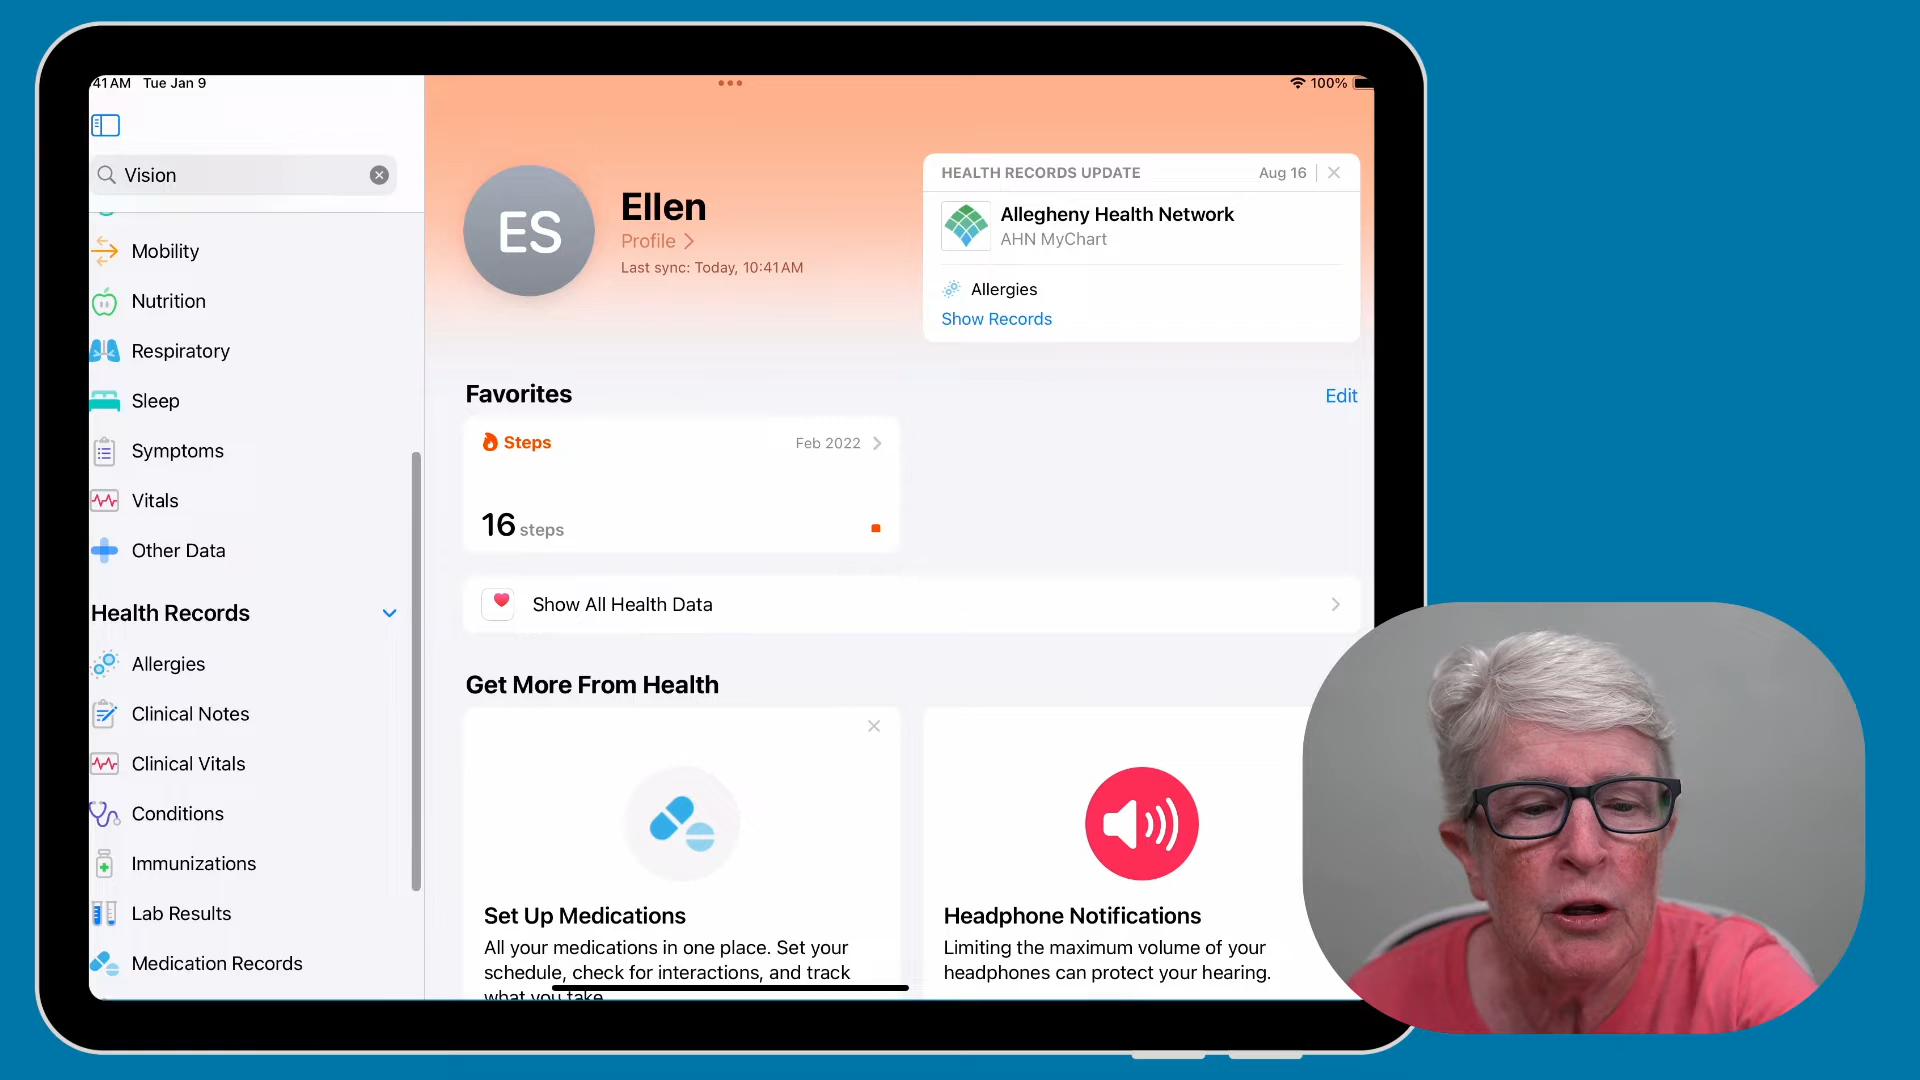 41 AM Tue Jan 9
100%
Vision
Mobility
Nutrition
Respiratory
Sleep
Symptoms
Vitals
Other Data
Health Records
Allergies
Clinical Notes
Clinical Vitals
Conditions
Immunizations
Lab Results
Medication Records
ES
Ellen
Profile
Last sync: Today, 10:41 AM
HEALTH RECORDS UPDATE Aug 16
Allegheny Health Network
AHN MyChart
Allergies
Show Records
Favorites Edit
Steps Feb 2022
16 steps
Show All Health Data
Get More From Health
Set Up Medications
All your medications in one place. Set your
schedule, check for interactions, and track
what you take.
Headphone Notifications
Limiting the maximum volume of your
headphones can protect your hearing.